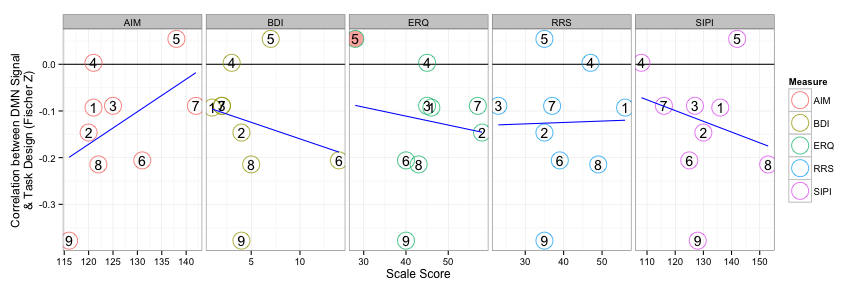 AIM BDI ERQ RRS SIPI
Correlation between DMN Signal
& Task Design (Fischer Z)
0.0
-0.1
-0.2
-0.3
5 4 1 3 7 2 8 6 9
5 4 1 7 3 2 8 6 9
5 4 3 1 7 2 6 8 9
5 4 3 7 1 2 6 8 9
5 4 7 3 1 2 6 8 9
115 120 125 130 135 140 5 10 30 40 50 30 40 50 110 120 130 140 150
Scale Score
Measure
AIM
BDI
ERQ
RRS
SIPI